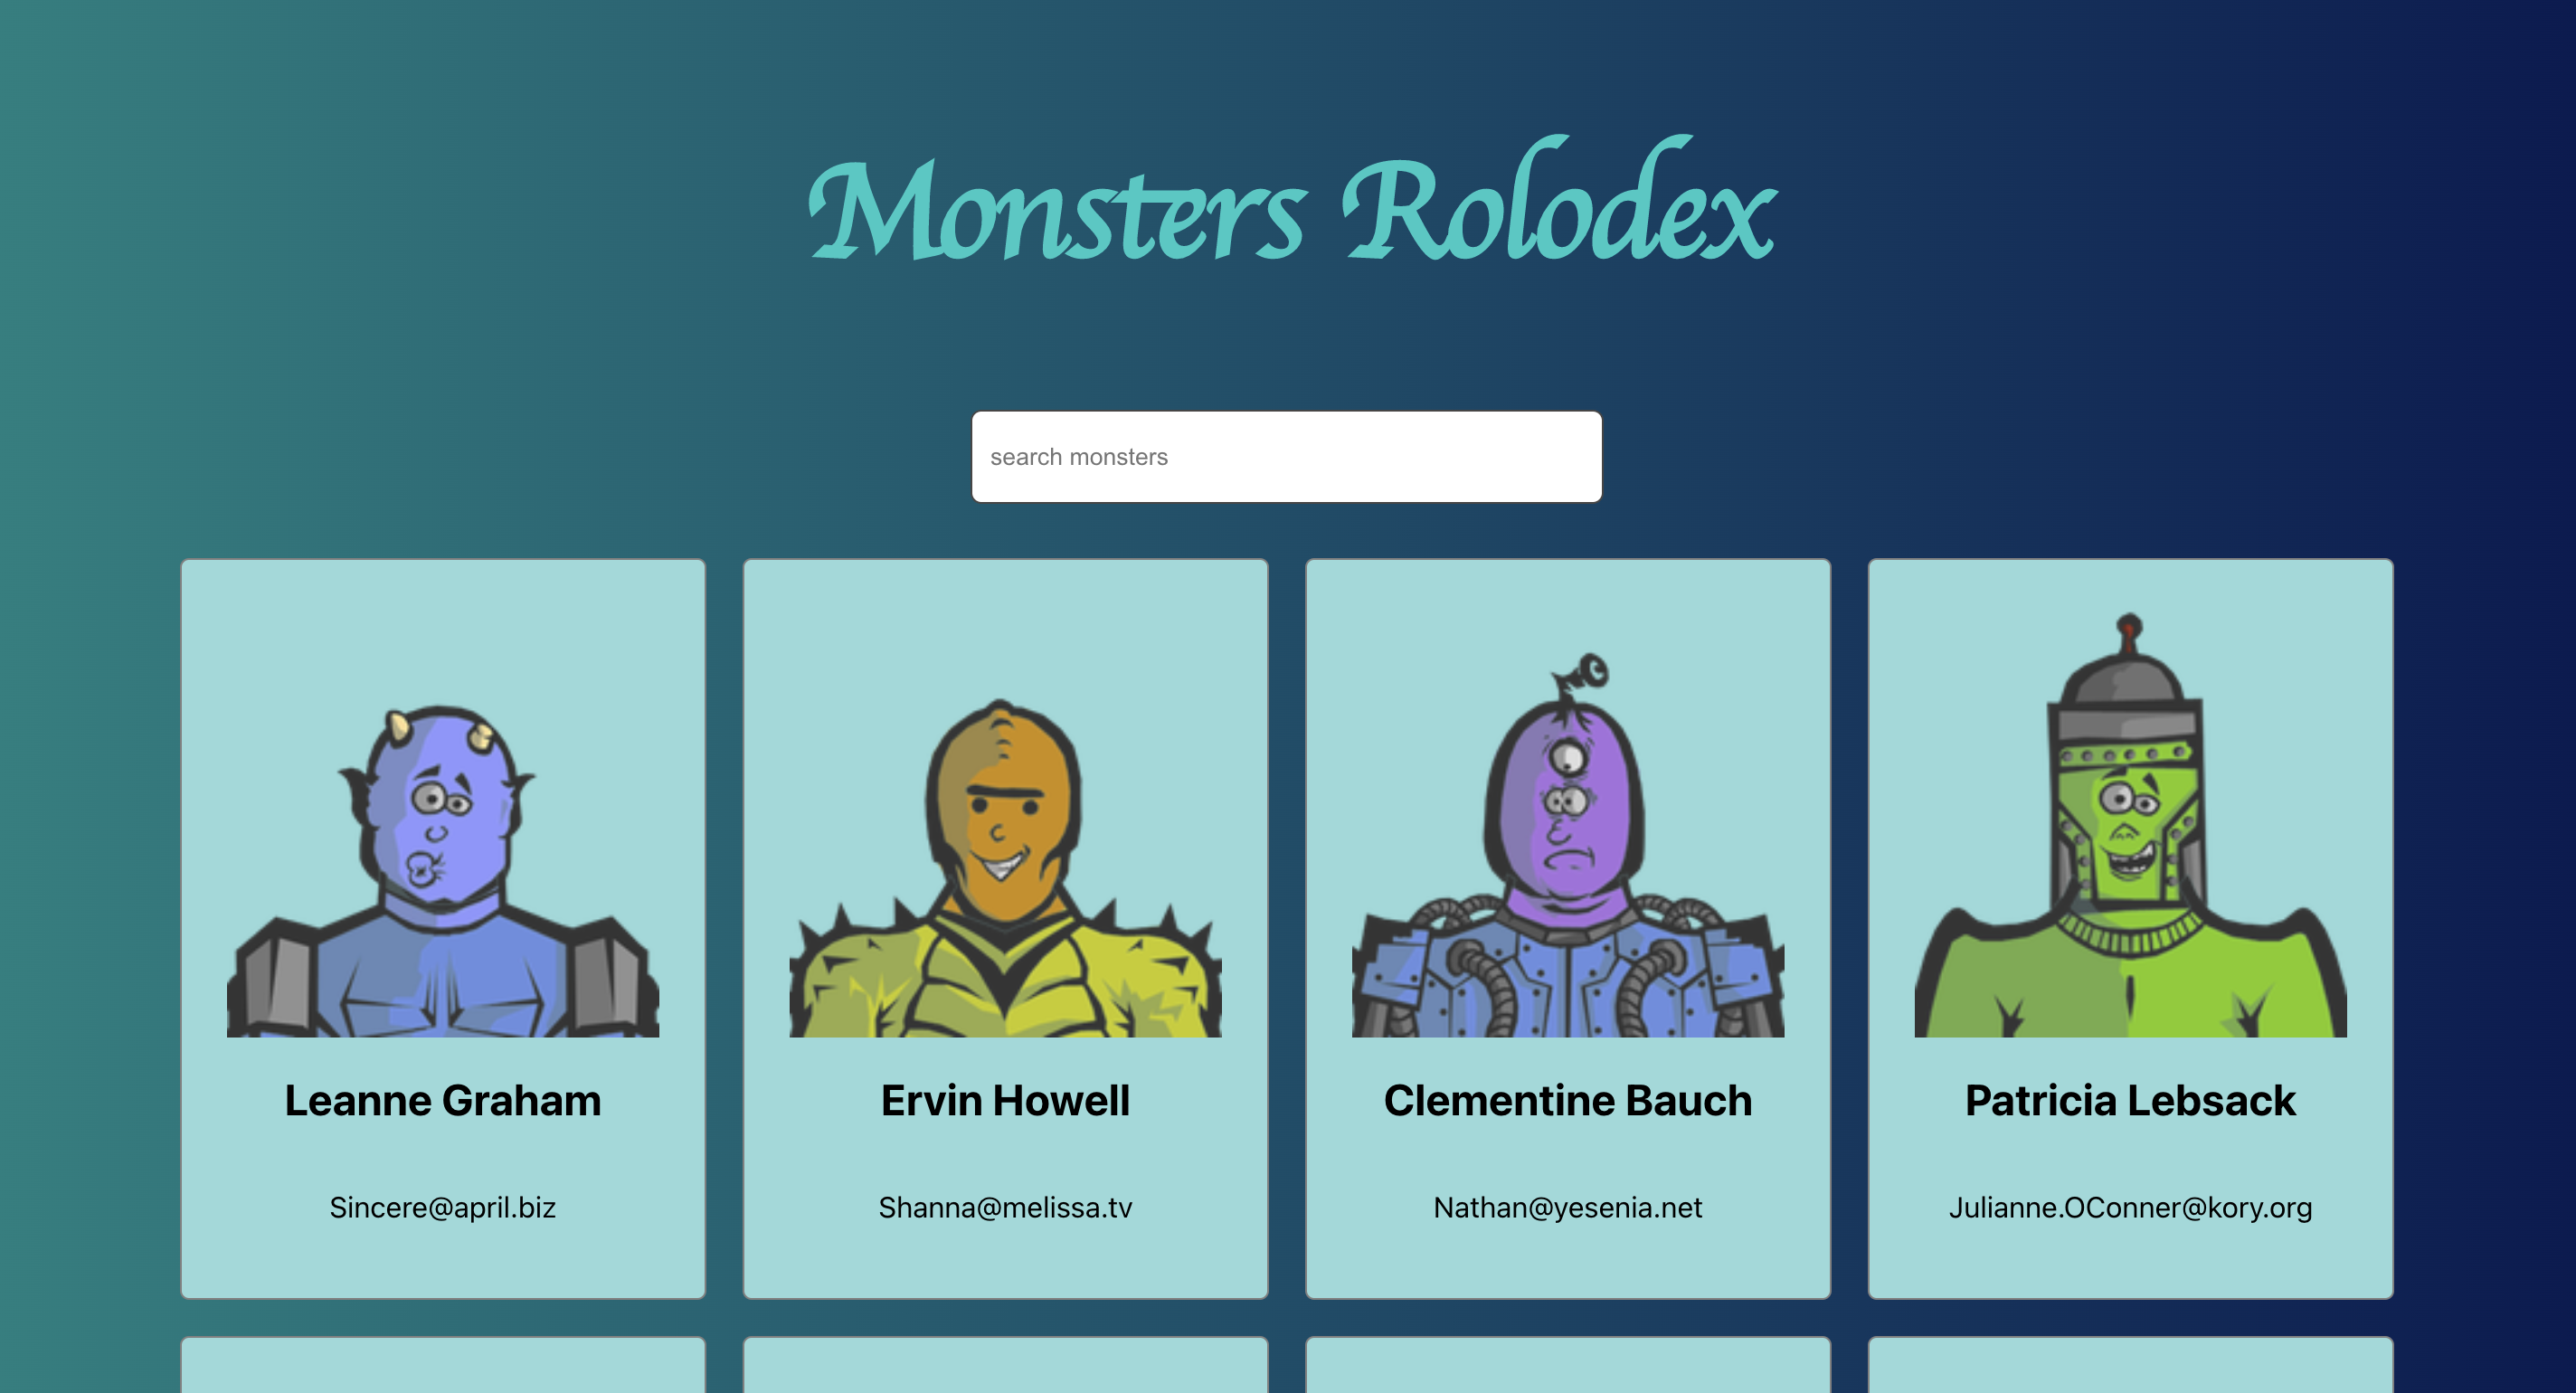 Monsters Rolodex
search monsters
Leanne Graham
Sincere@april.biz
Ervin Howell
Shanna@melissa.tv
Clementine Bauch
Nathan@yesenia.net
Patricia Lebsack
Julianne.OConner@kory.org